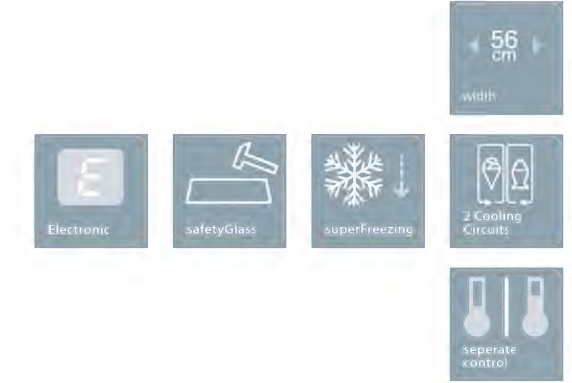 56
cm
width
E
Electronic
safetyGlass
superFreezing
2 Cooling
Circuits
seperate
control